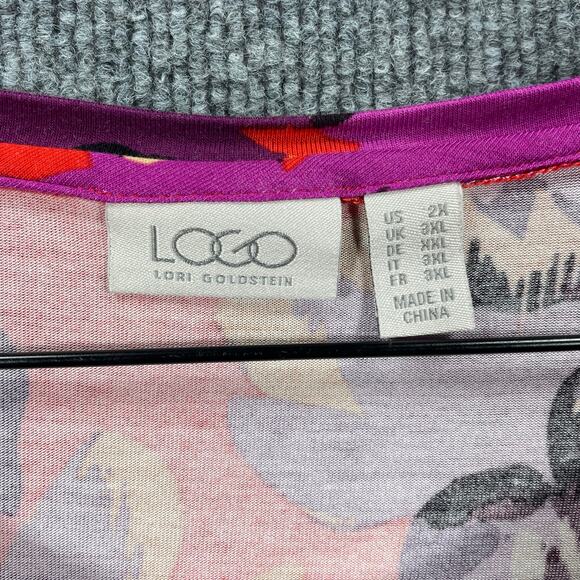 LOGO
LORI GOLDSTEIN
US 2X
UK 3XL
DE XXL
IT 3XL
FR 3XL
MADE IN
CHINA